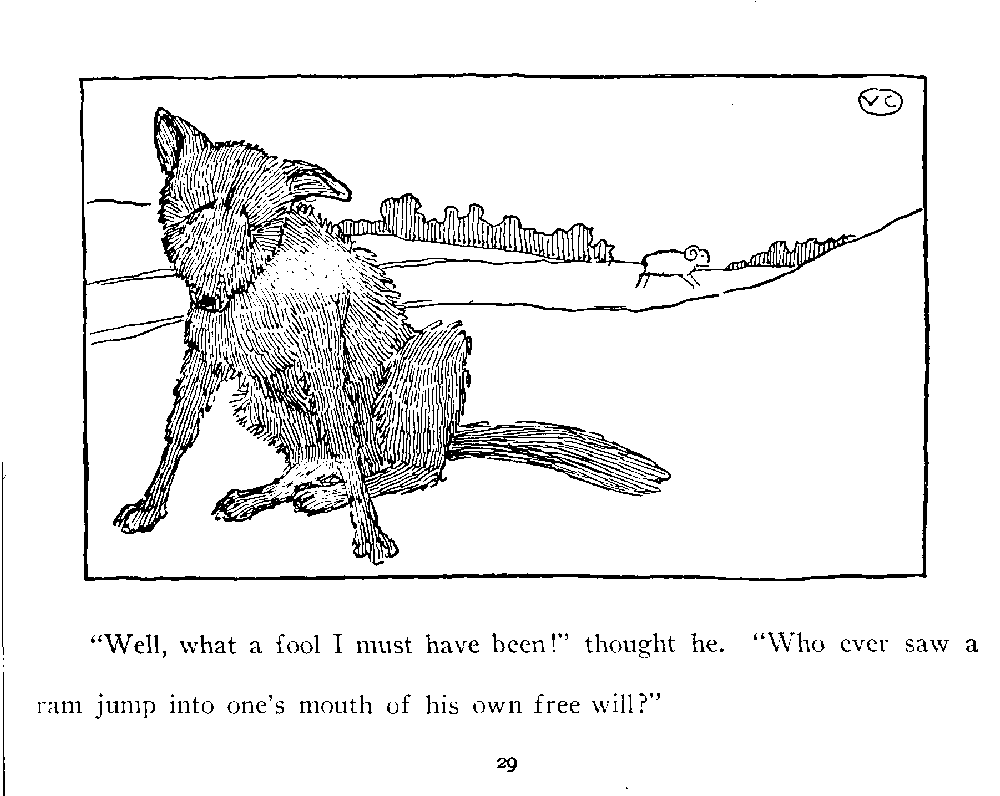 VC
“Well, what a fool I must have been!” thought he. “Who ever saw a
ram jump into one’s mouth of his own free will?”
29